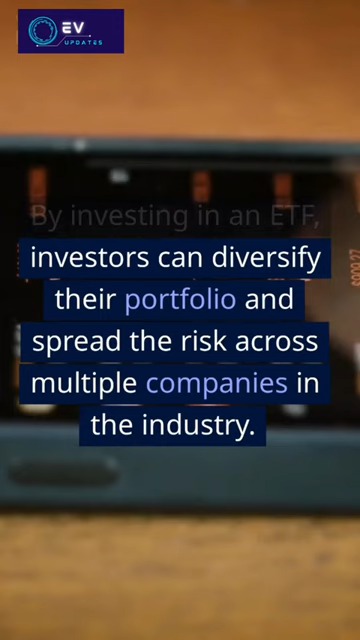 EV
UPDATES
By investing in an ETF,
investors can diversify
their portfolio and
spread the risk across
multiple companies in
the industry.